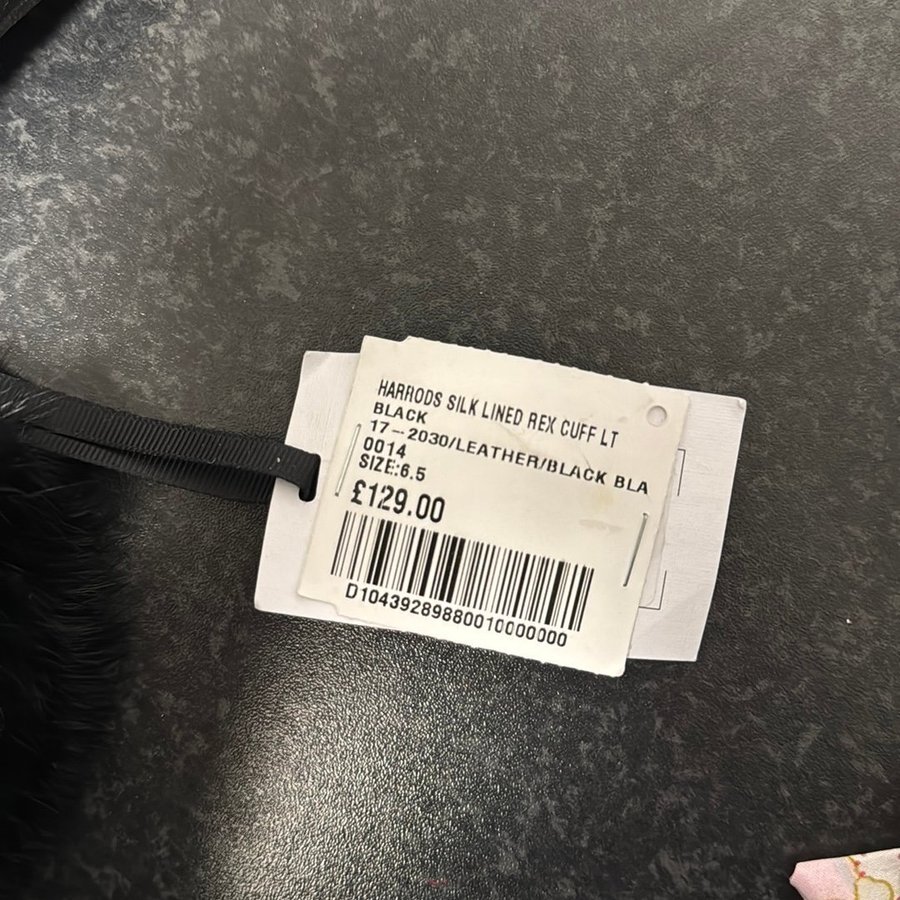 HARRODS SILK LINED REX CUFF LT
BLACK
17-2030/LEATHER/BLACK BLA
0014
SIZE:6.5
£129.00
D10439289880010000000